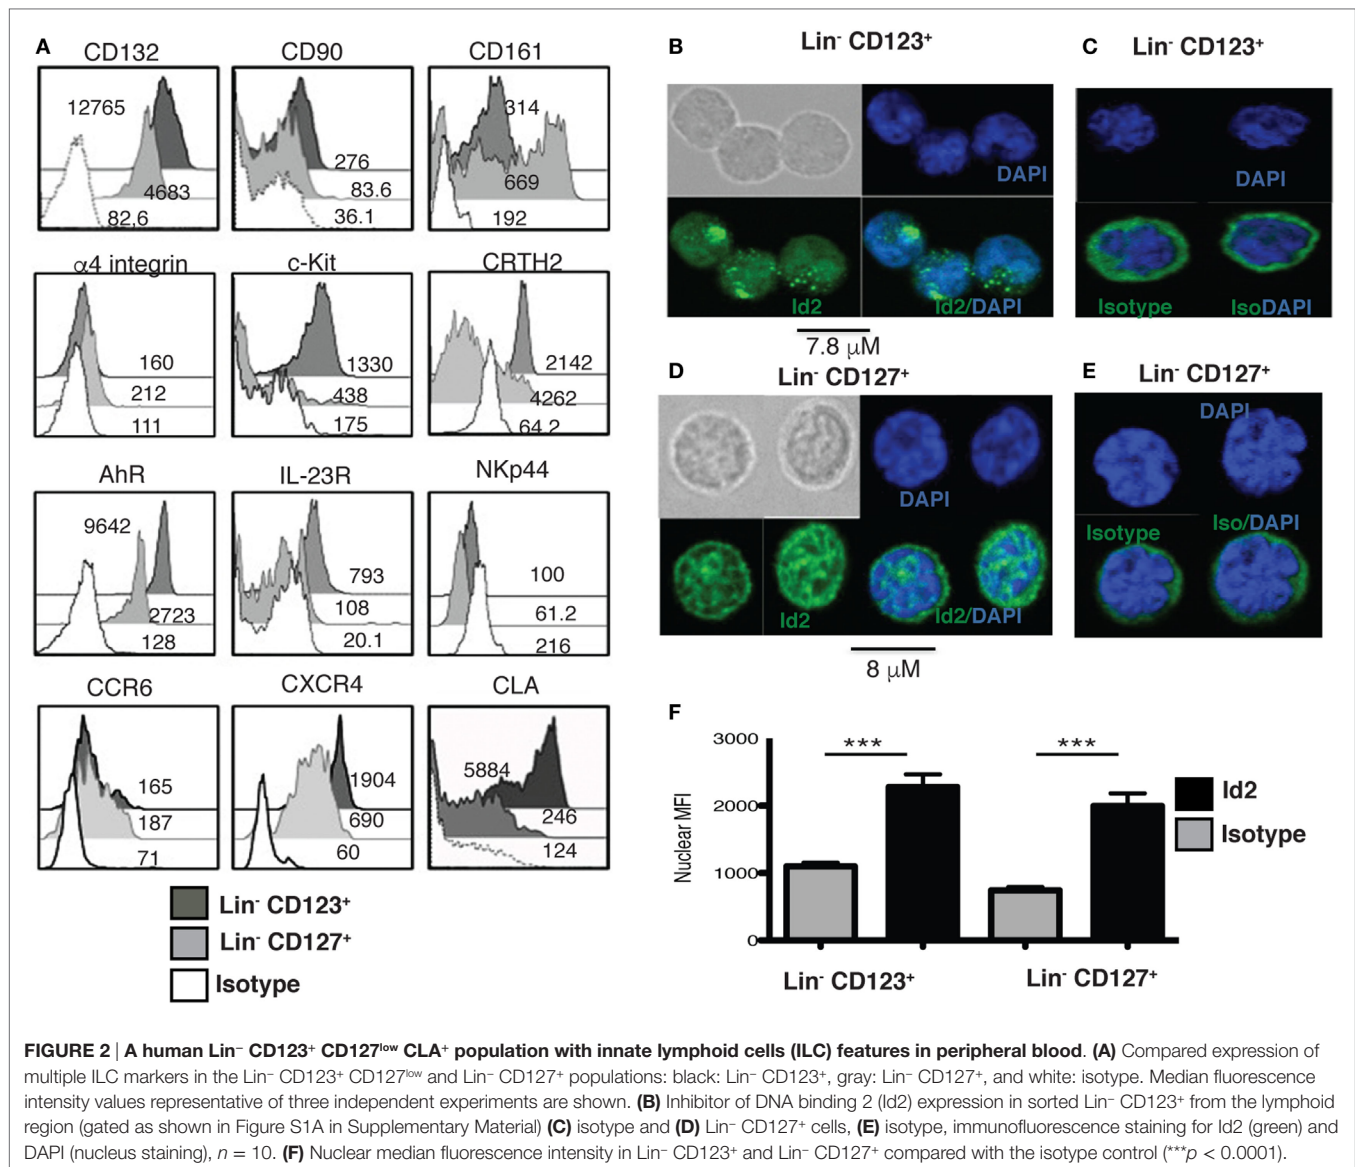 A
CD132
CD90
CD161
12765
4683
82,6
276
83.6
36.1
314
669
192
α4 integrin
c-Kit
CRTH2
160
212
111
1330
438
175
2142
4262
64.2
AhR
IL-23R
NKp44
9642
2723
128
793
108
20.1
100
61.2
216
CCR6
CXCR4
CLA
165
187
71
1904
690
60
5884
246
124
Lin- CD123+
Lin- CD127+
Isotype
B
Lin- CD123+
DAPI
Id2
Id2/DAPI
7.8 µM
C
Lin- CD123+
DAPI
Isotype
IsoDAPI
D
Lin- CD127+
DAPI
Id2
Id2/DAPI
8 µM
E
Lin- CD127+
DAPI
Isotype
Iso/DAPI
F
3000
2000
1000
0
Nuclear MFI
***
***
Id2
Isotype
Lin- CD123+
Lin- CD127+
FIGURE 2 | A human Lin− CD123+ CD127low CLA+ population with innate lymphoid cells (ILC) features in peripheral blood. (A) Compared expression of
multiple ILC markers in the Lin− CD123+ CD127low and Lin− CD127+ populations: black: Lin− CD123+, gray: Lin− CD127+, and white: isotype. Median fluorescence
intensity values representative of three independent experiments are shown. (B) Inhibitor of DNA binding 2 (Id2) expression in sorted Lin− CD123+ from the lymphoid
region (gated as shown in Figure S1A in Supplementary Material) (C) isotype and (D) Lin− CD127+ cells, (E) isotype, immunofluorescence staining for Id2 (green) and
DAPI (nucleus staining), n = 10. (F) Nuclear median fluorescence intensity in Lin− CD123+ and Lin− CD127+ compared with the isotype control (***p < 0.0001).